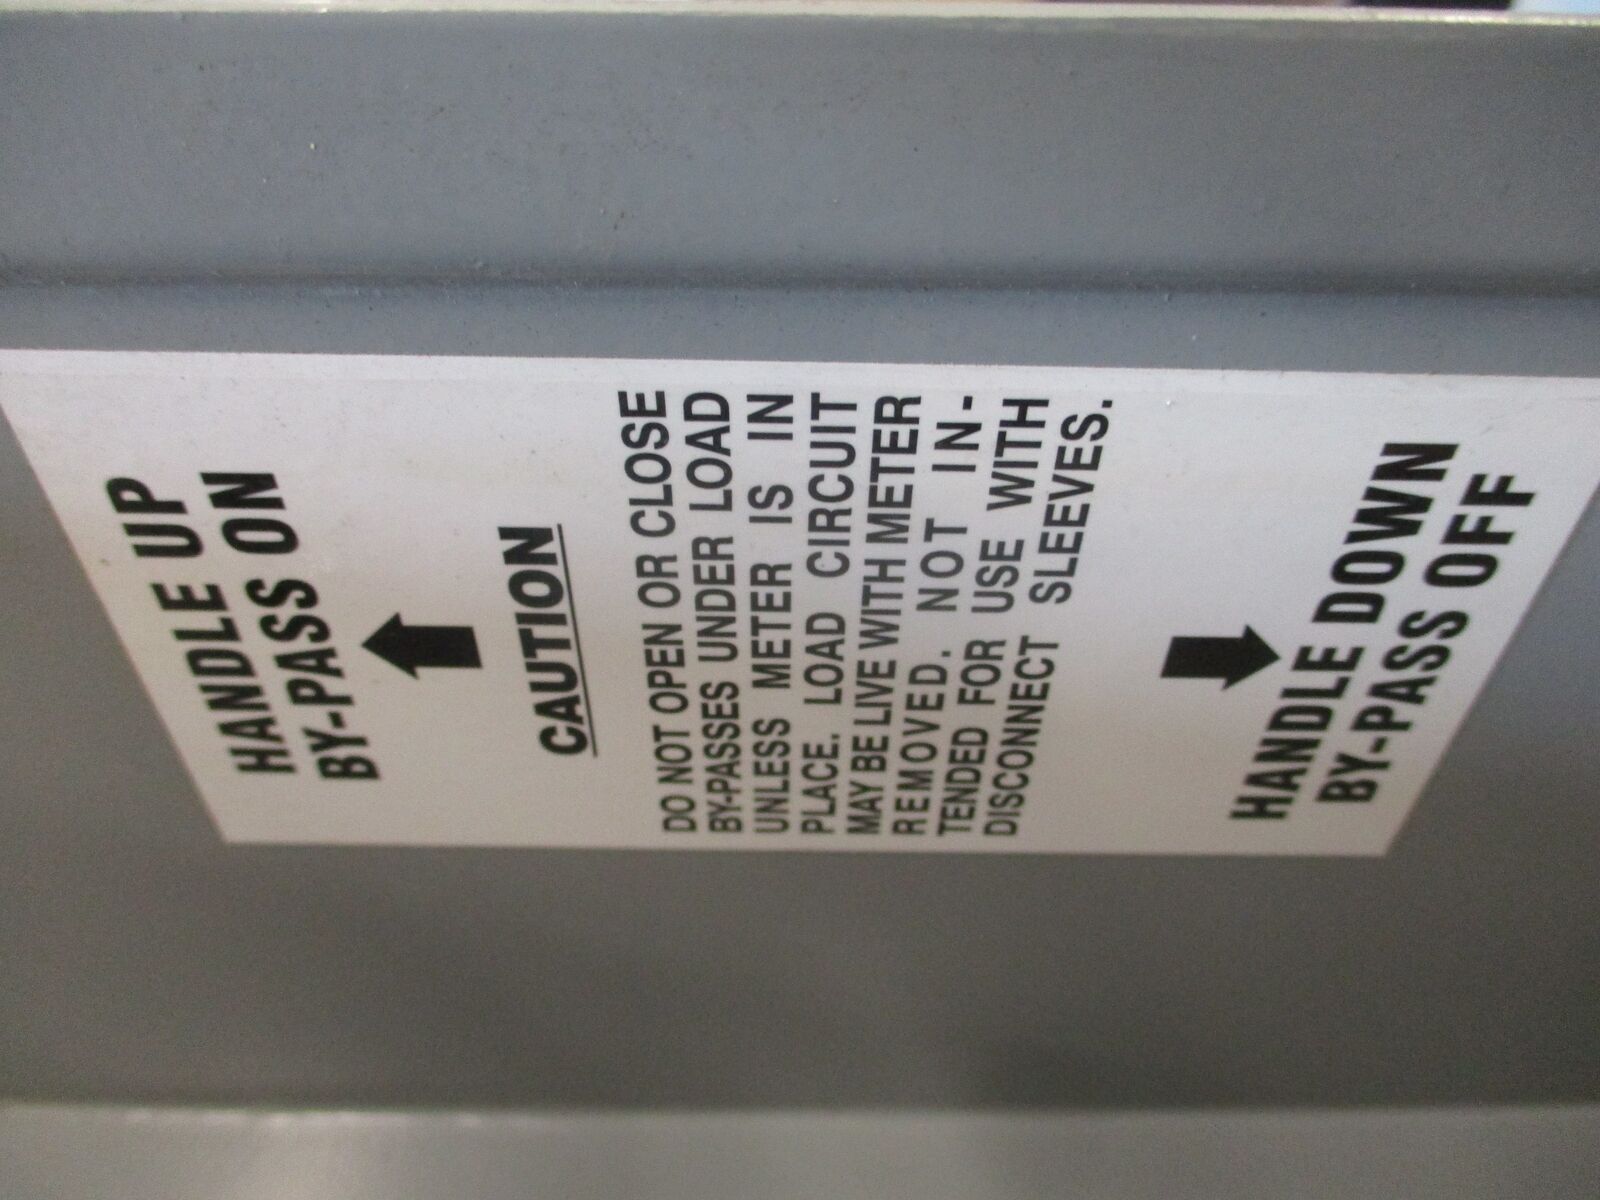 HANDLE UP
BY-PASS ON
CAUTION
DO NOT OPEN OR CLOSE
BY-PASSES UNDER LOAD
UNLESS METER IS IN
PLACE. LOAD CIRCUIT
MAY BE LIVE WITH METER
REMOVED. NOT IN-
TENDED FOR USE WITH
DISCONNECT SLEEVES.
HANDLE DOWN
BY-PASS OFF